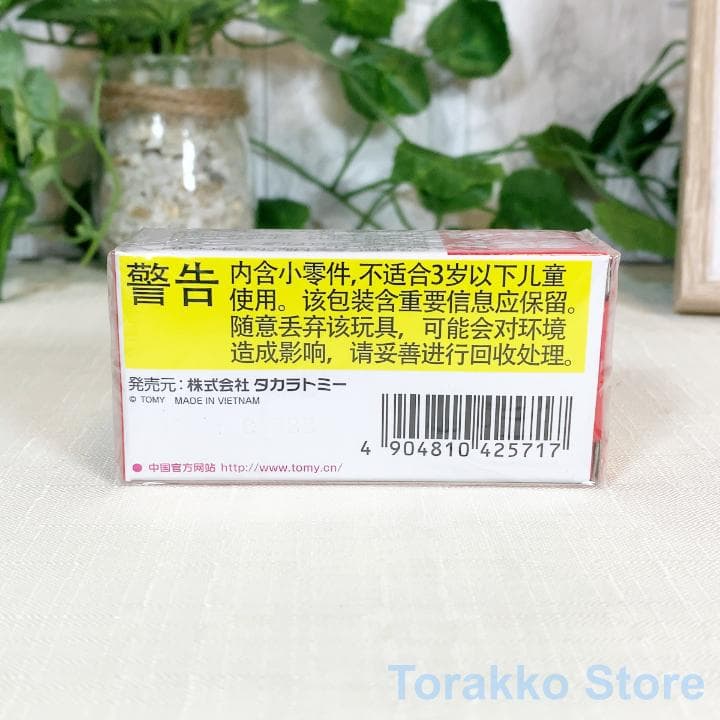 警告
内含小零件,不适合3岁以下儿童
使用。该包装含重要信息应保留。
随意丢弃该玩具，可能会对环境
造成影响，请妥善进行回收处理。
発売元：株式会社 タカラトミー
© TOMY MADE IN VIETNAM
4 904810 425717
● 中国官方网站 http://www.tomy.cn/
Torakko Store